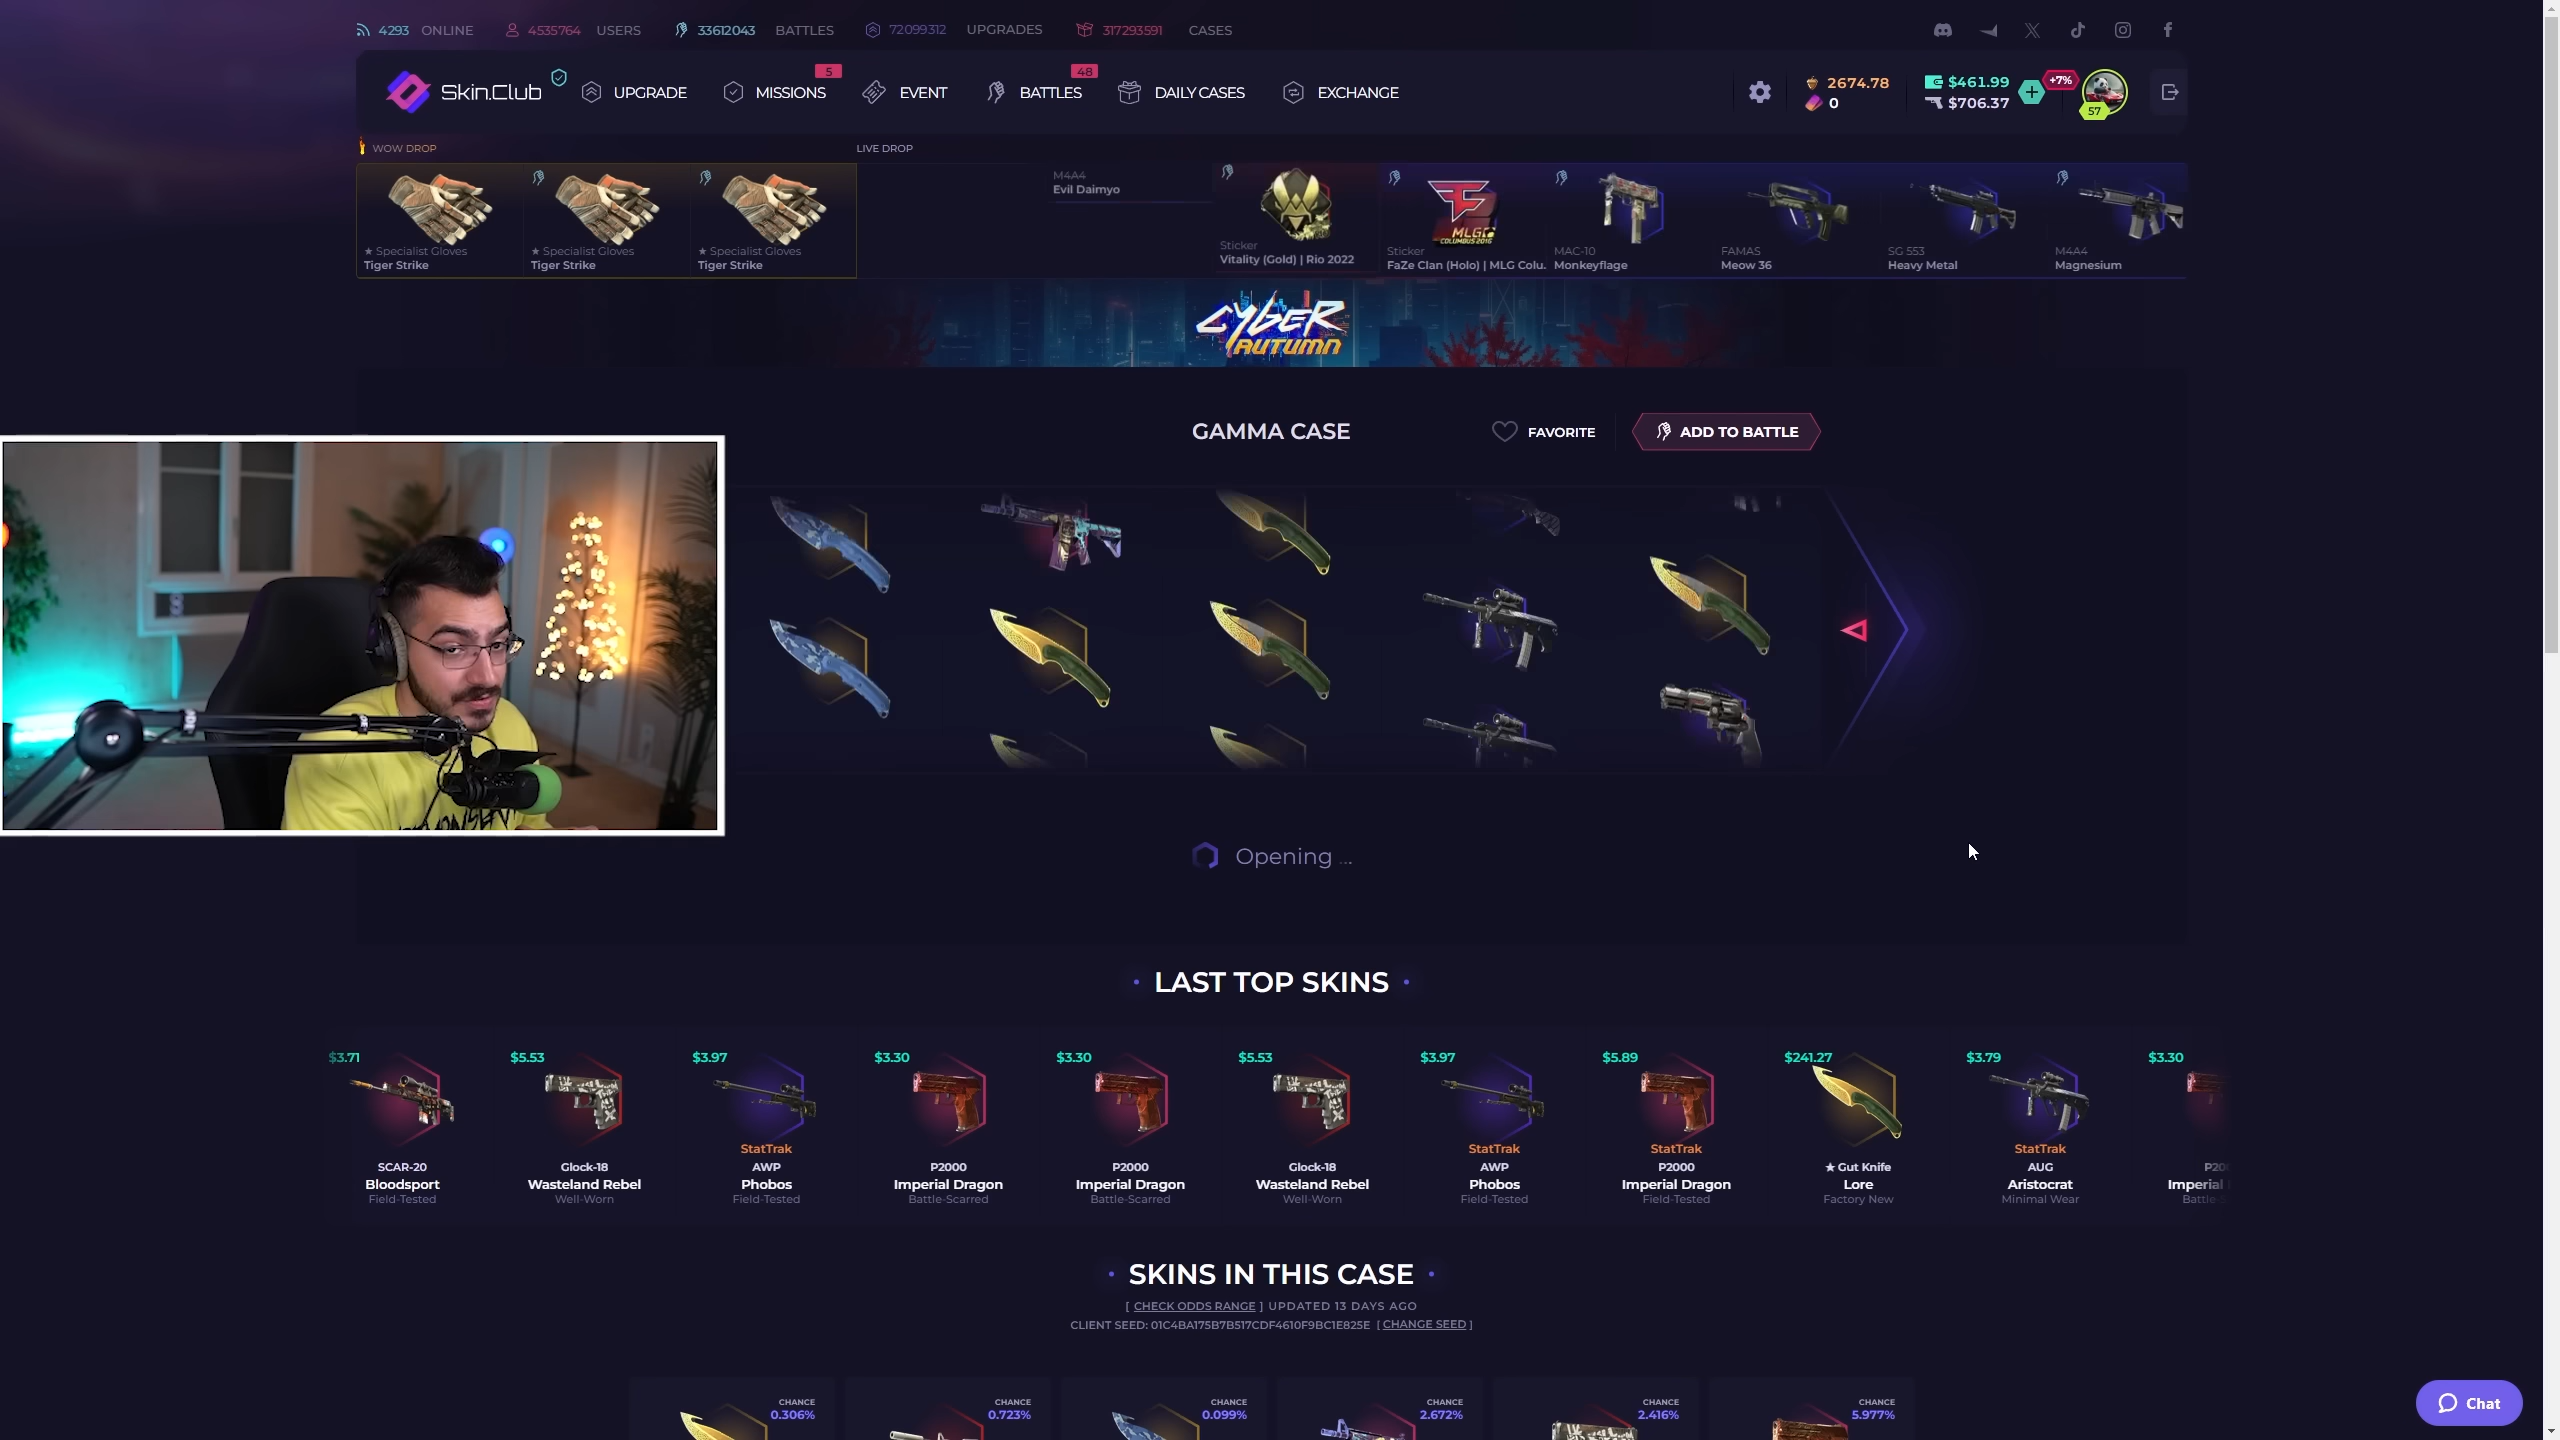 4293 ONLINE 4535764 USERS 33612043 BATTLES 72099312 UPGRADES 317293591 CASES
Skin.Club UPGRADE MISSIONS 5 EVENT BATTLES 48 DAILY CASES EXCHANGE
2674.78
0
$461.99
$706.37
+7%
57
WOW DROP
LIVE DROP
★ Specialist Gloves
Tiger Strike
★ Specialist Gloves
Tiger Strike
★ Specialist Gloves
Tiger Strike
M4A4
Evil Daimyo
Sticker
Vitality (Gold) | Rio 2022
MLG
COLUMBUS 2016
Sticker
FaZe Clan (Holo) | MLG Colu.
MAC-10
Monkeyflage
FAMAS
Meow 36
SG 553
Heavy Metal
M4A4
Magnesium
CYBER
AUTUMN
GAMMA CASE
FAVORITE
ADD TO BATTLE
Opening ...
LAST TOP SKINS
$3.71
SCAR-20
Bloodsport
Field-Tested
$5.53
Glock-18
Wasteland Rebel
Well-Worn
$3.97
StatTrak
AWP
Phobos
Field-Tested
$3.30
P2000
Imperial Dragon
Battle-Scarred
$3.30
P2000
Imperial Dragon
Battle-Scarred
$5.53
Glock-18
Wasteland Rebel
Well-Worn
$3.97
StatTrak
AWP
Phobos
Field-Tested
$5.89
StatTrak
P2000
Imperial Dragon
Field-Tested
$241.27
★ Gut Knife
Lore
Factory New
$3.79
StatTrak
AUG
Aristocrat
Minimal Wear
$3.30
P20
Imperial
Battle-
SKINS IN THIS CASE
[ CHECK ODDS RANGE ] UPDATED 13 DAYS AGO
CLIENT SEED: 01C4BA175B7B517CDF4610F9BC1E825E [ CHANGE SEED ]
CHANCE
0.306%
CHANCE
0.723%
CHANCE
0.099%
CHANCE
2.672%
CHANCE
2.416%
CHANCE
5.977%
Chat